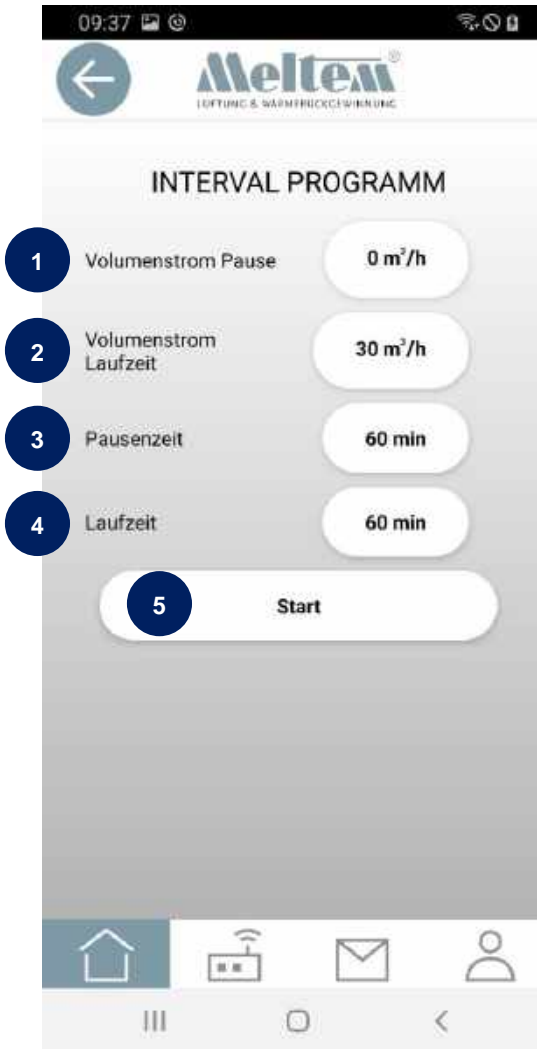 09:37
Meltem®
LÜFTUNG & WÄRMERÜCKGEWINNUNG
INTERVAL PROGRAMM
1 Volumenstrom Pause 0 m³/h
2 Volumenstrom
Laufzeit 30 m³/h
3 Pausenzeit 60 min
4 Laufzeit 60 min
5 Start